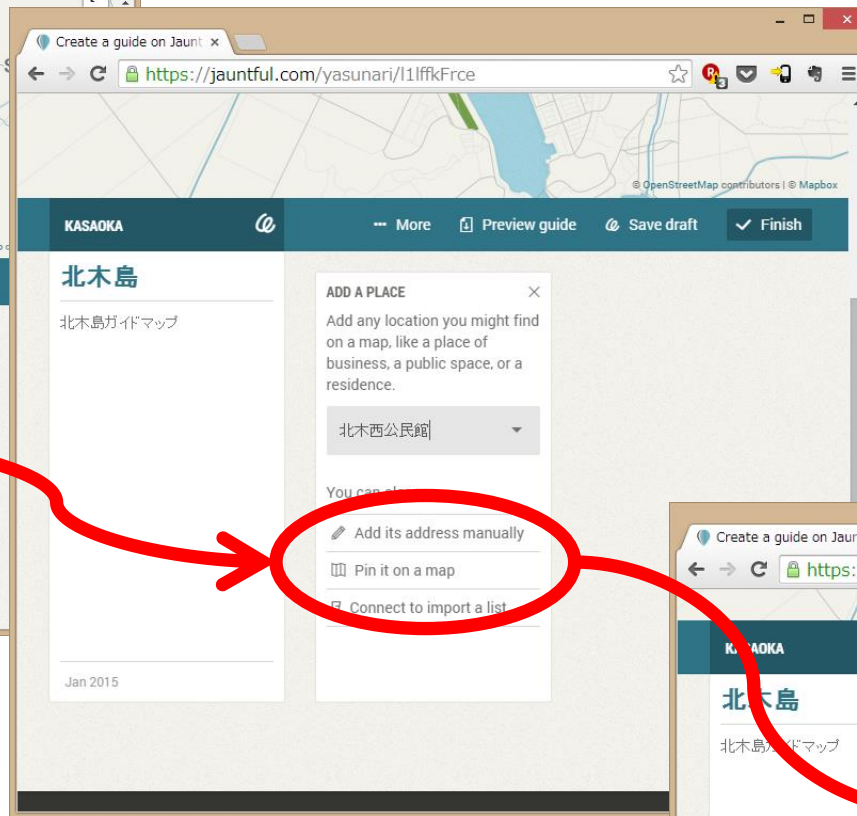 Create a guide on Jaunt
https://jauntful.com/yasunari/l1lffkFrce
© OpenStreetMap contributors | © Mapbox
KASAOKA
More
Preview guide
Save draft
Finish
北木島
北木島ガイドマップ
ADD A PLACE
Add any location you might find
on a map, like a place of
business, a public space, or a
residence.
北木西公民館
You can
Add its address manually
Pin it on a map
Connect to import a list
Jan 2015
Create a guide on Jaun
https:
KASAOKA
北木島
北木島ガイドマップ